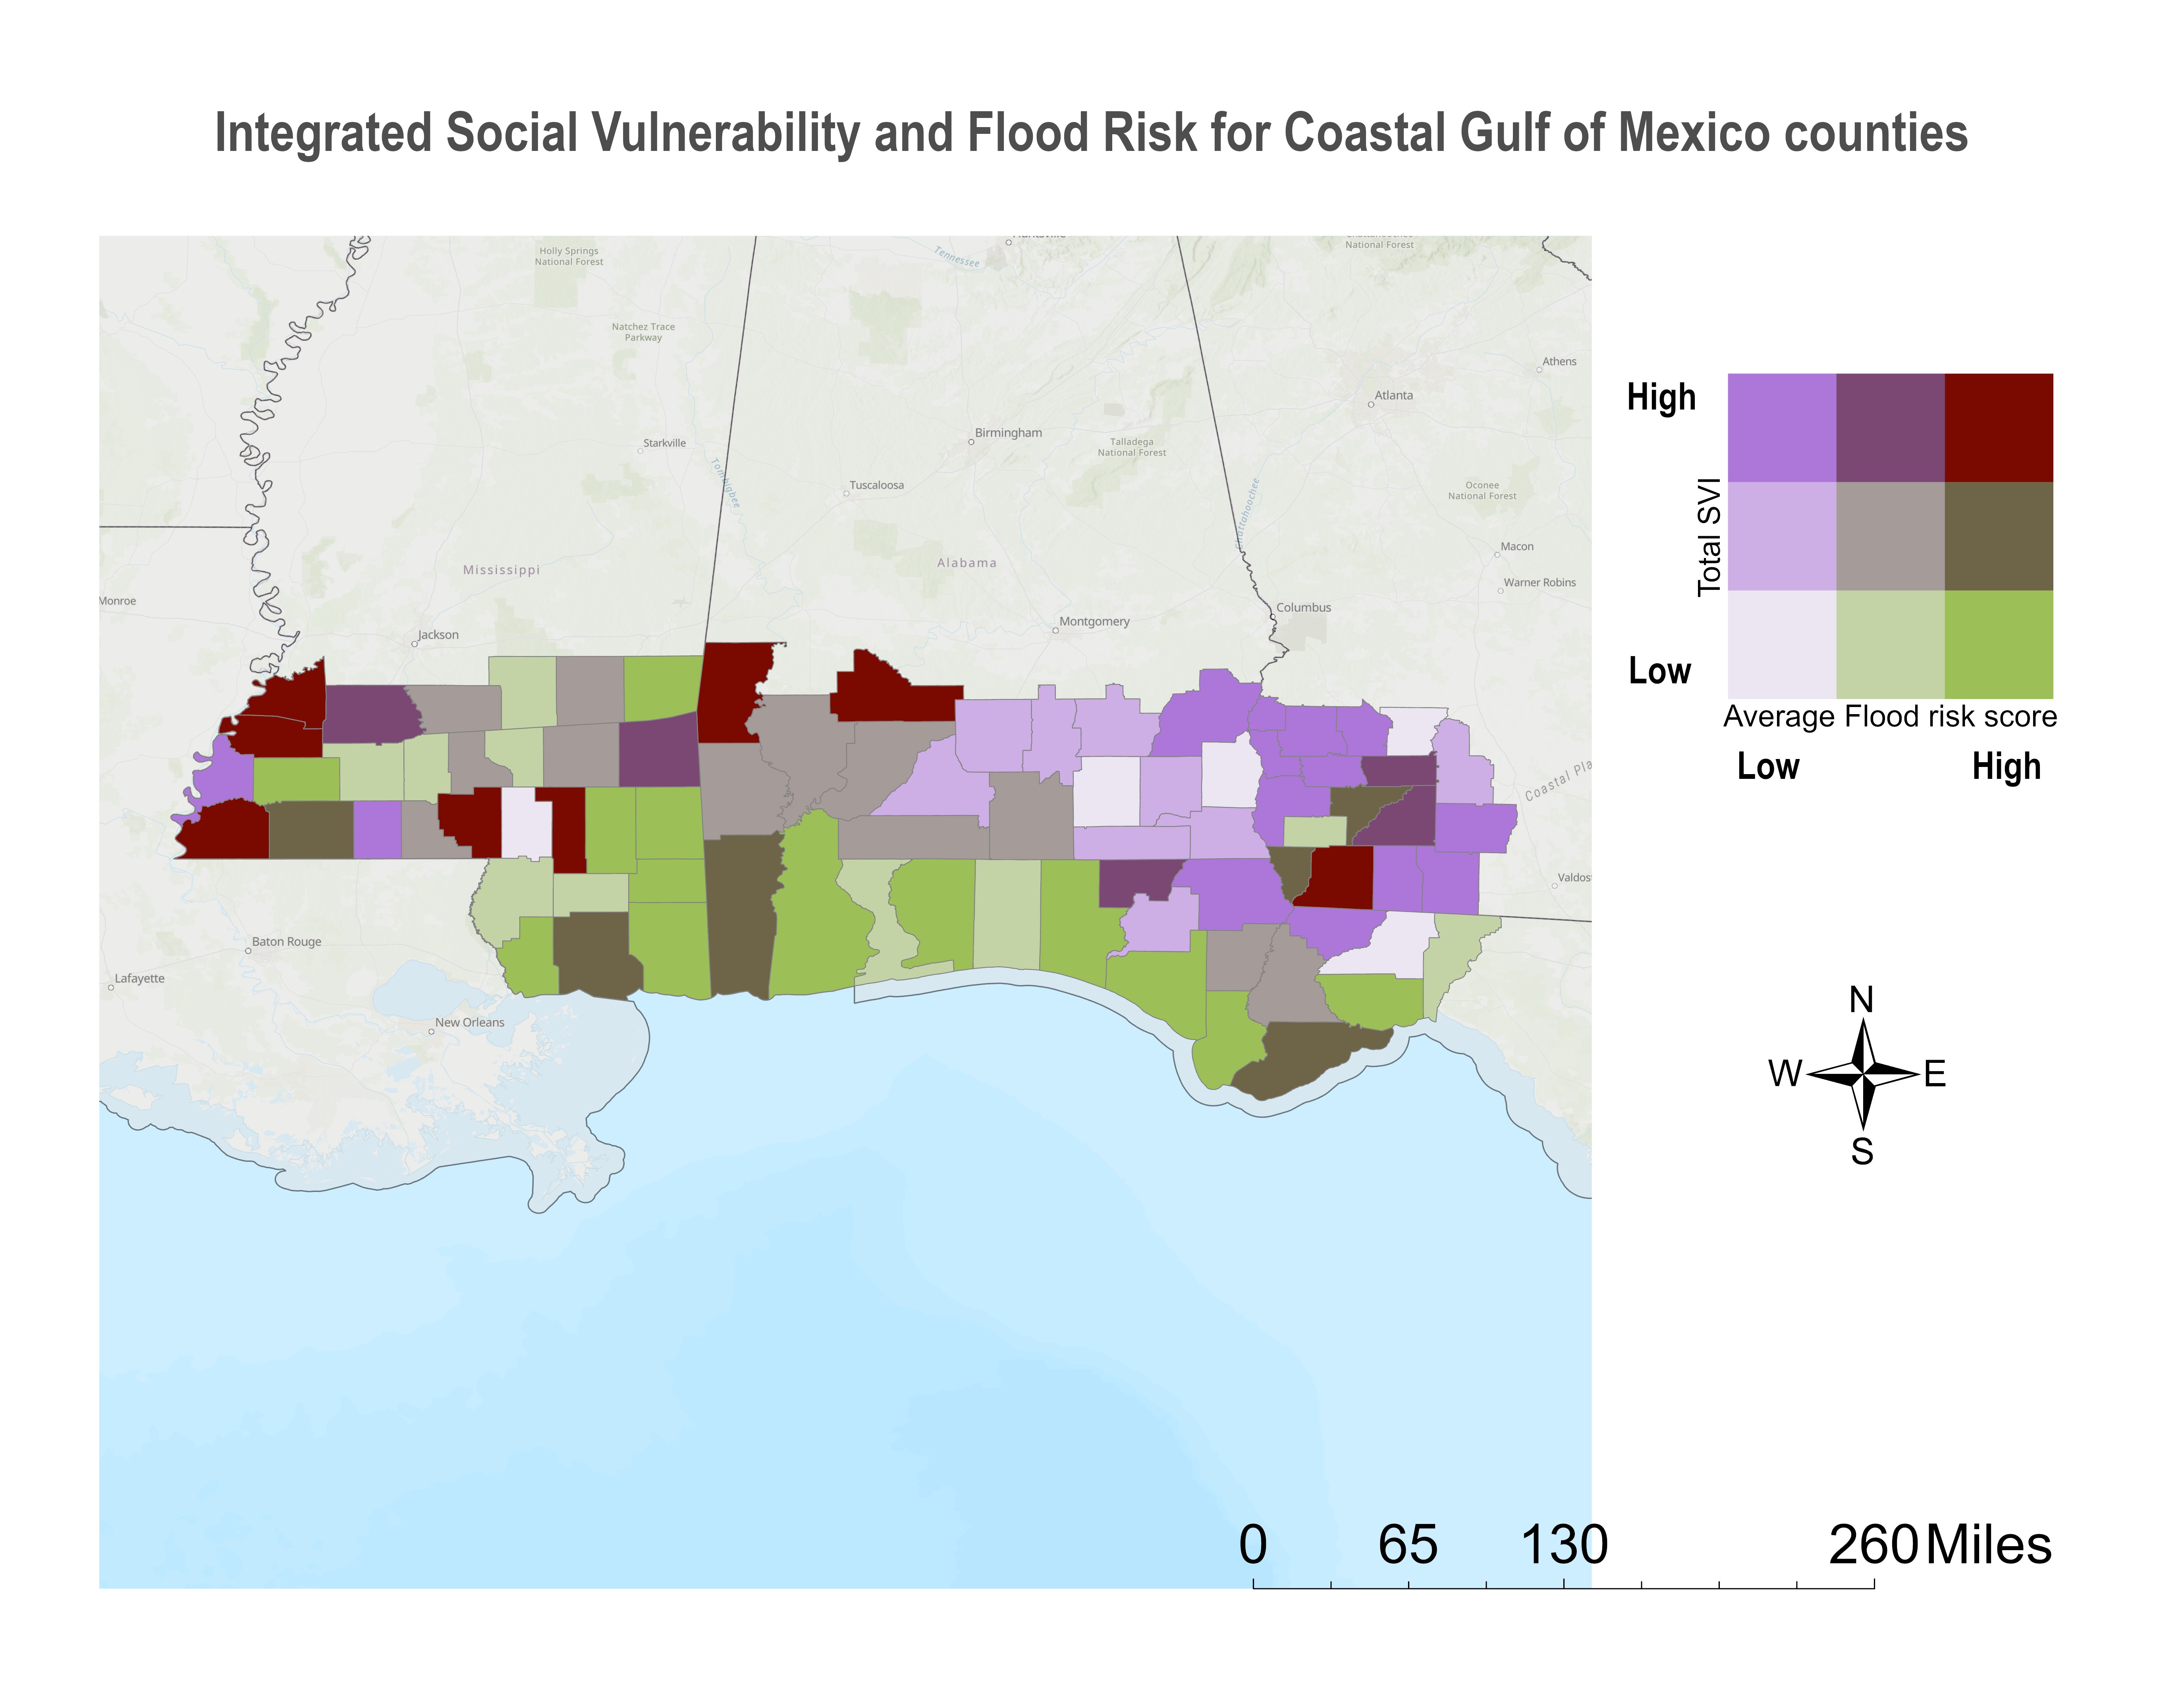 Integrated Social Vulnerability and Flood Risk for Coastal Gulf of Mexico counties
Holly Springs
National Forest
Tennessee
National Forest
Natchez Trace
Parkway
Athens
Atlanta
Birmingham
Starkville
Talladega
National Forest
Tombigbee
Tuscaloosa
Oconee
National Forest
Chattahoochee
Macon
Mississippi
Alabama
Warner Robins
Monroe
Columbus
Jackson
Montgomery
Coastal Pla
Valdos
Baton Rouge
Lafayette
New Orleans
High
Total SVI
Low
Average Flood risk score
Low
High
N
W
E
S
0 65 130 260 Miles